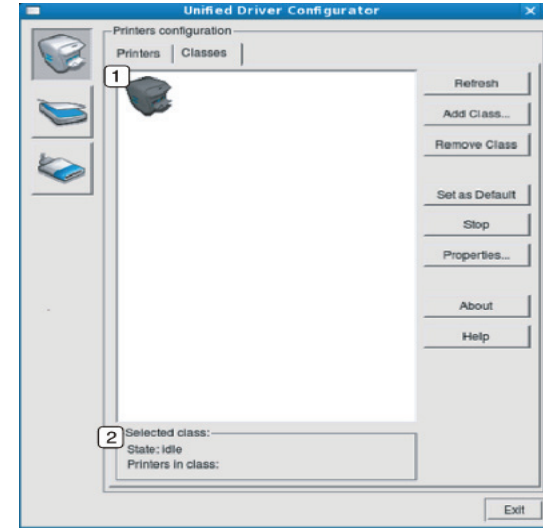 Unified Driver Configurator
Printers configuration
Printers Classes
1
Refresh
Add Class...
Remove Class
Set as Default
Stop
Properties...
About
Help
2 Selected class:
State: idle
Printers in class:
Exit